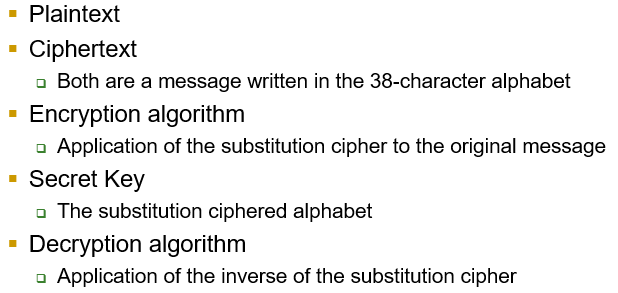 Plaintext
Ciphertext
Both are a message written in the 38-character alphabet
Encryption algorithm
Application of the substitution cipher to the original message
Secret Key
The substitution ciphered alphabet
Decryption algorithm
Application of the inverse of the substitution cipher